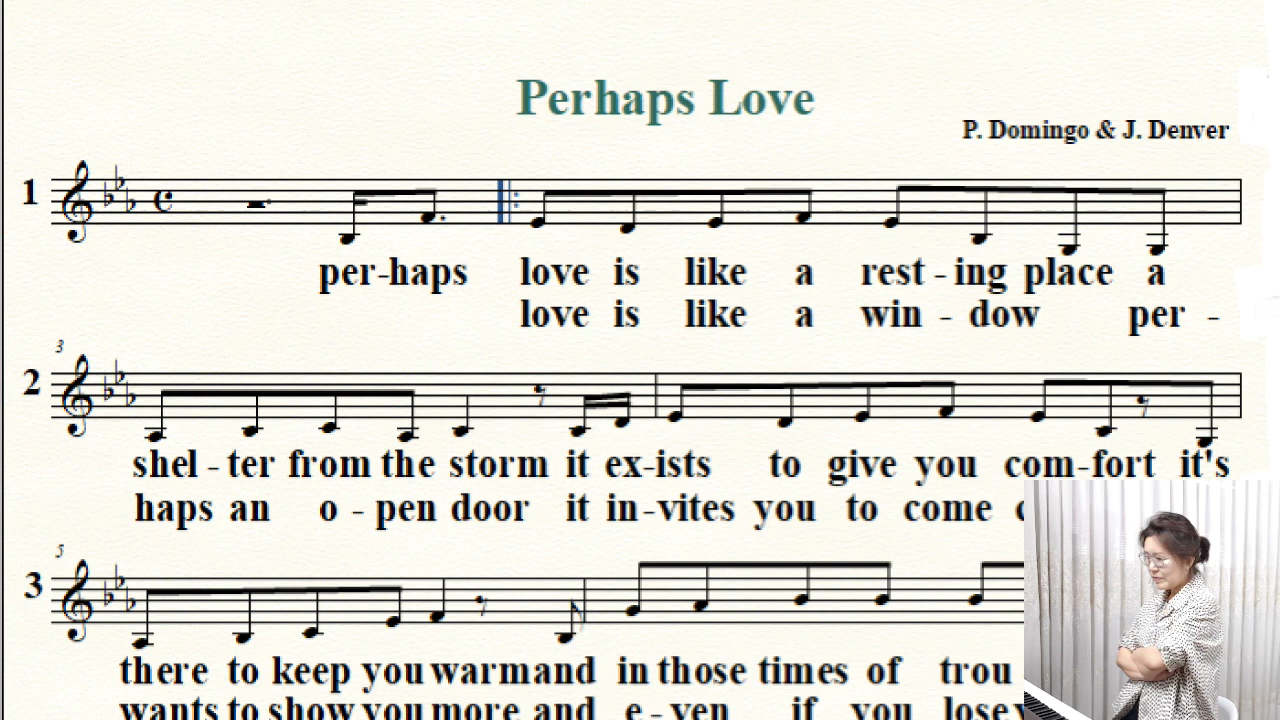 Perhaps Love
P. Domingo & J. Denver
1
per-haps love is like a rest - ing place a
love is like a win - dow per -
3
2
shel - ter from the storm it ex-ists to give you com-fort it's
haps an o - pen door it in-vites you to come
5
3
there to keep you warm and in those times of trou
wants to show you more and e - ven if you lose